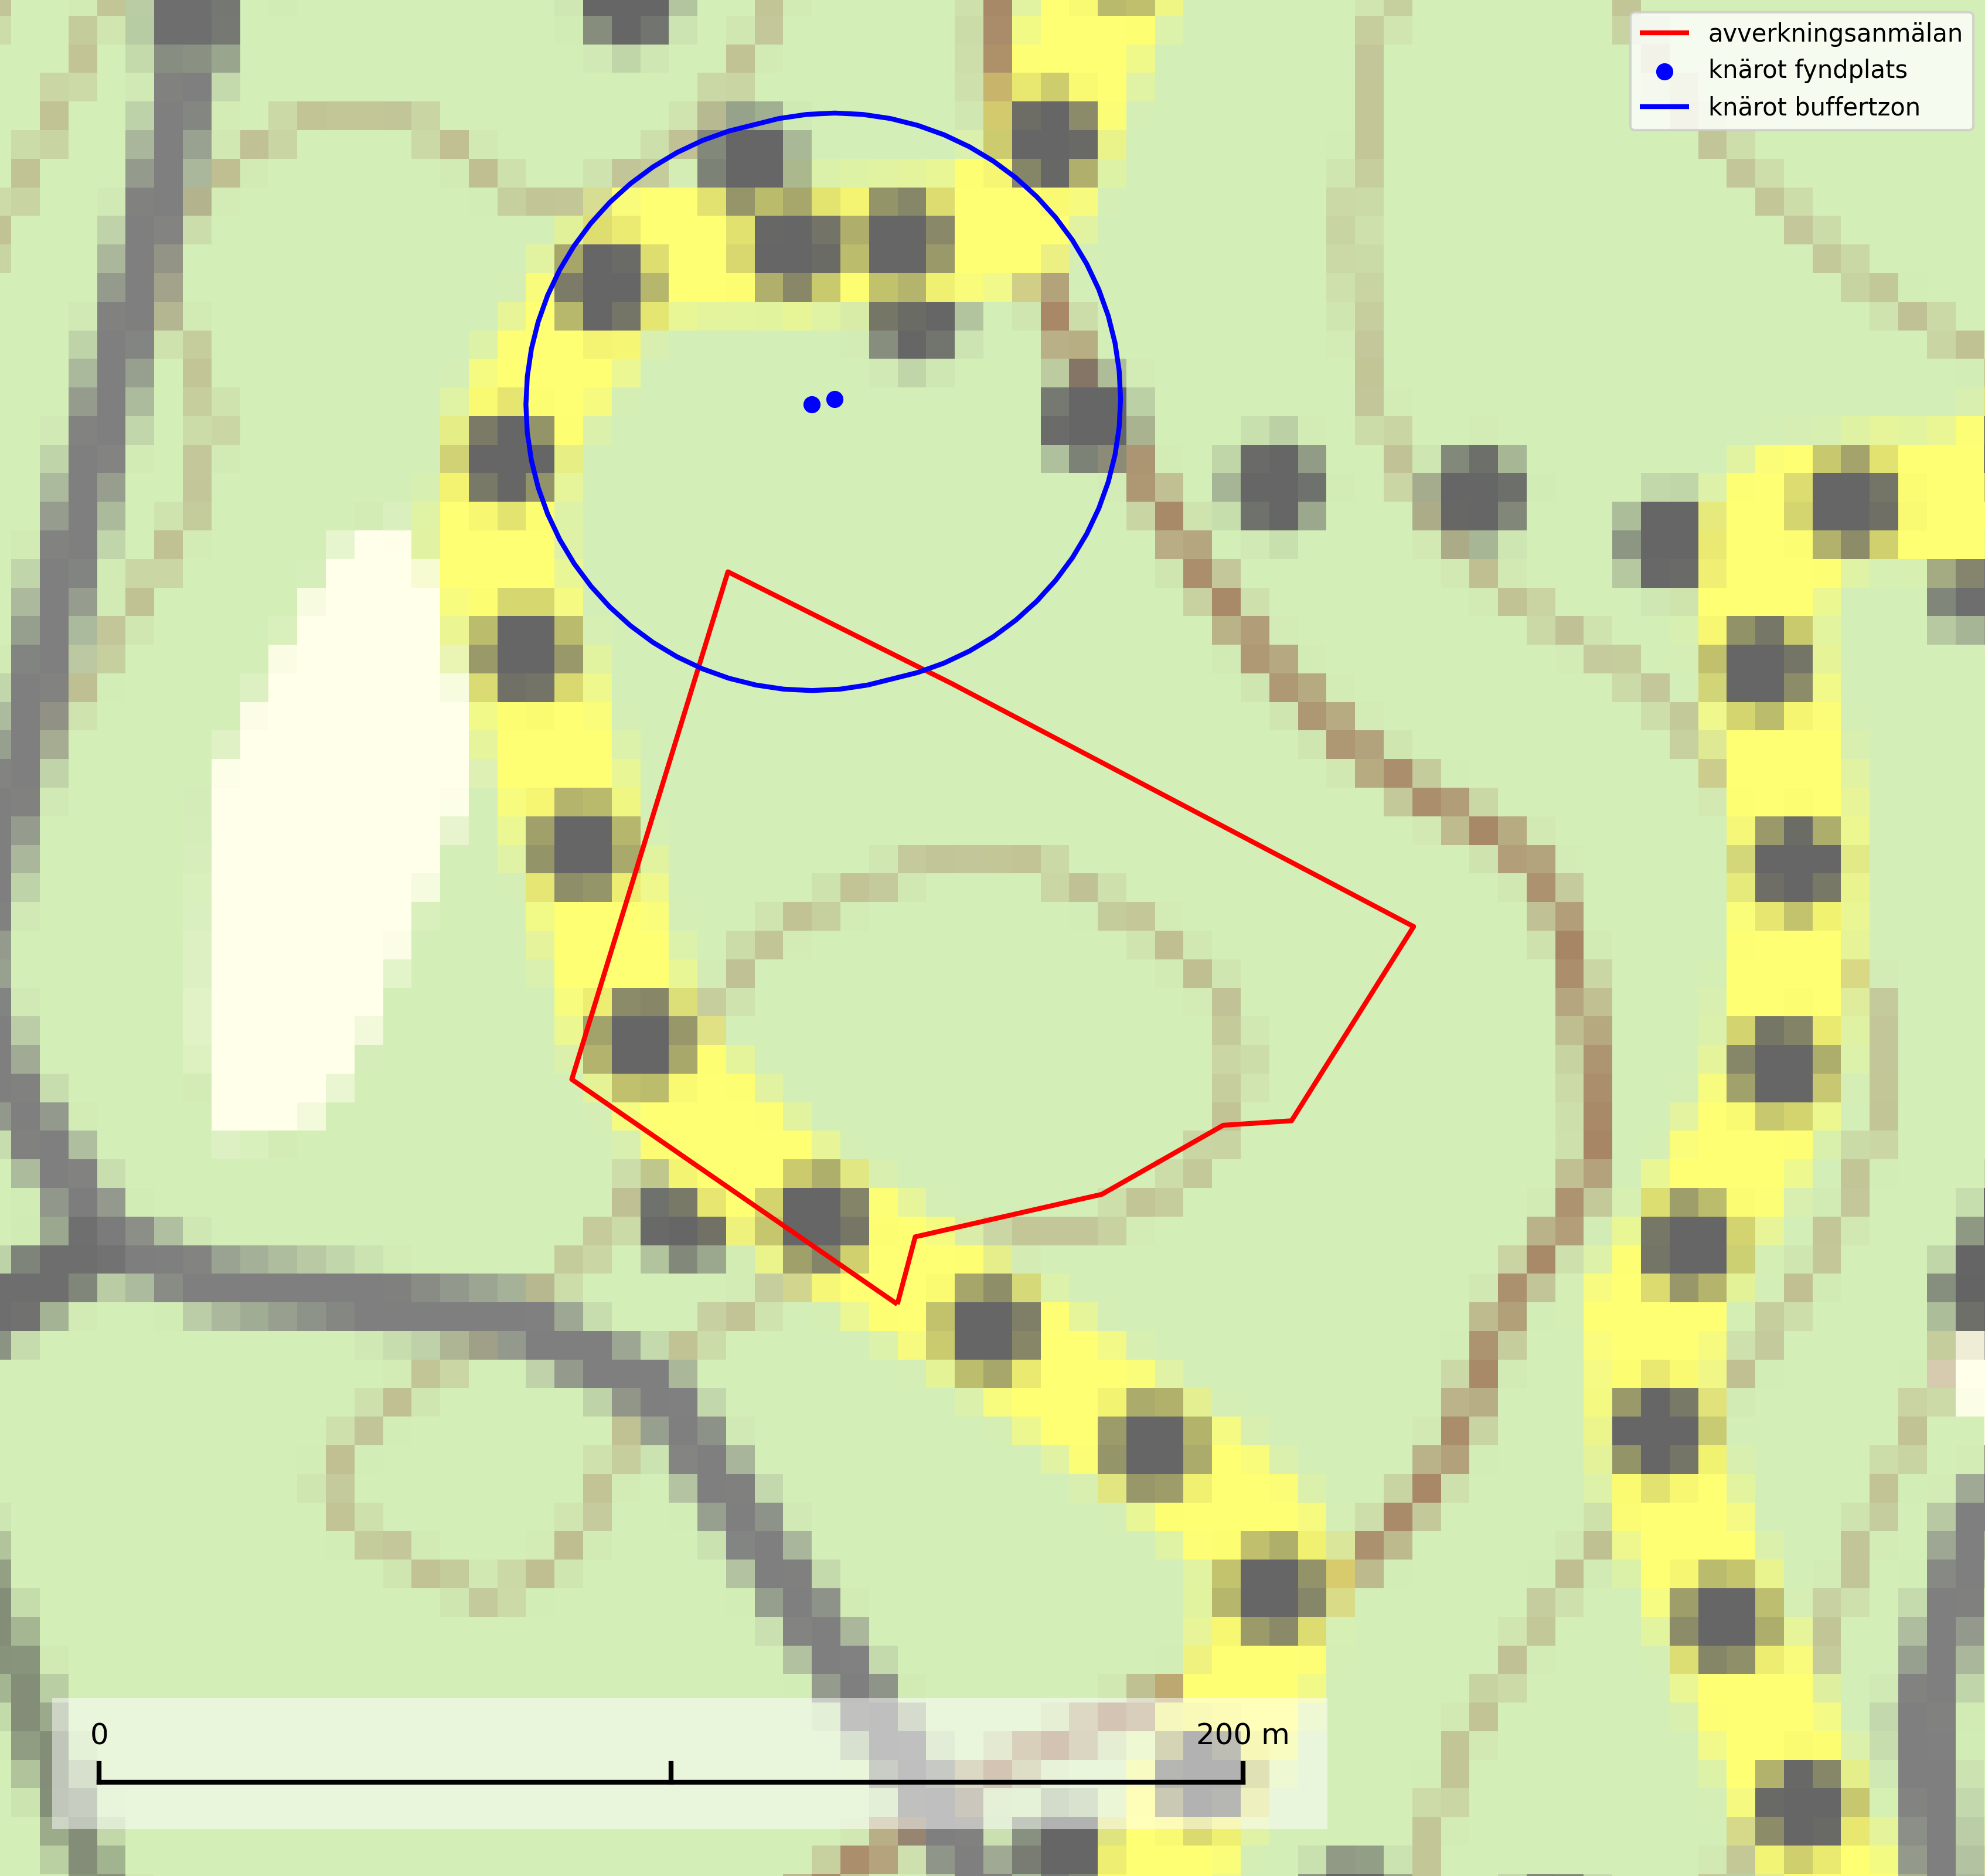 avverkningsanmälan
knärot fyndplats
knärot buffertzon
0
200 m